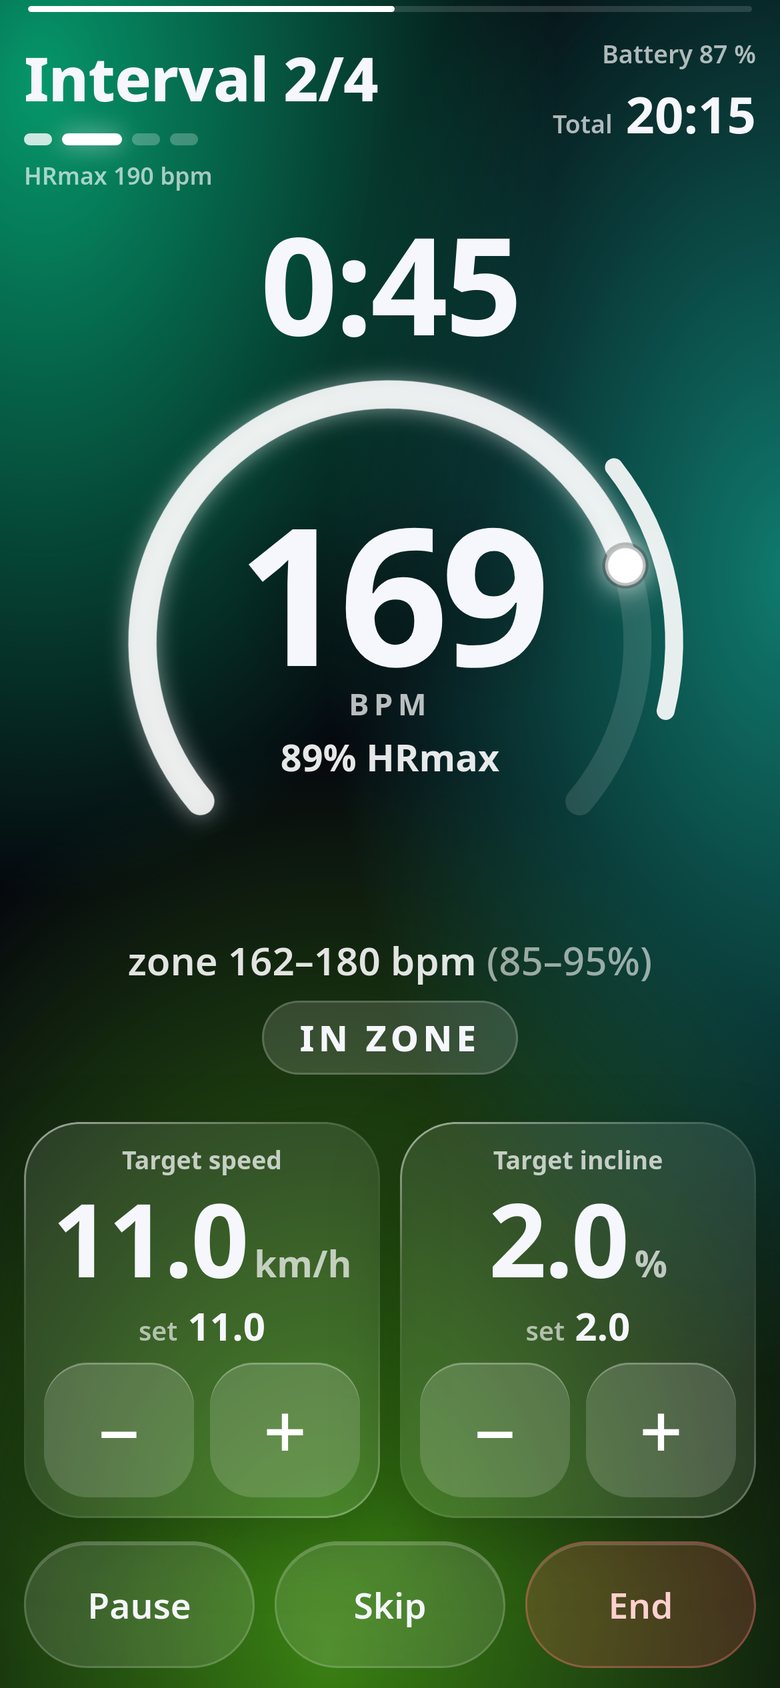 Interval 2/4
Battery 87 %
Total 20:15
HRmax 190 bpm
0:45
169
BPM
89% HRmax
zone 162–180 bpm (85–95%)
IN ZONE
Target speed
11.0 km/h
set 11.0
− +
Target incline
2.0 %
set 2.0
− +
Pause
Skip
End